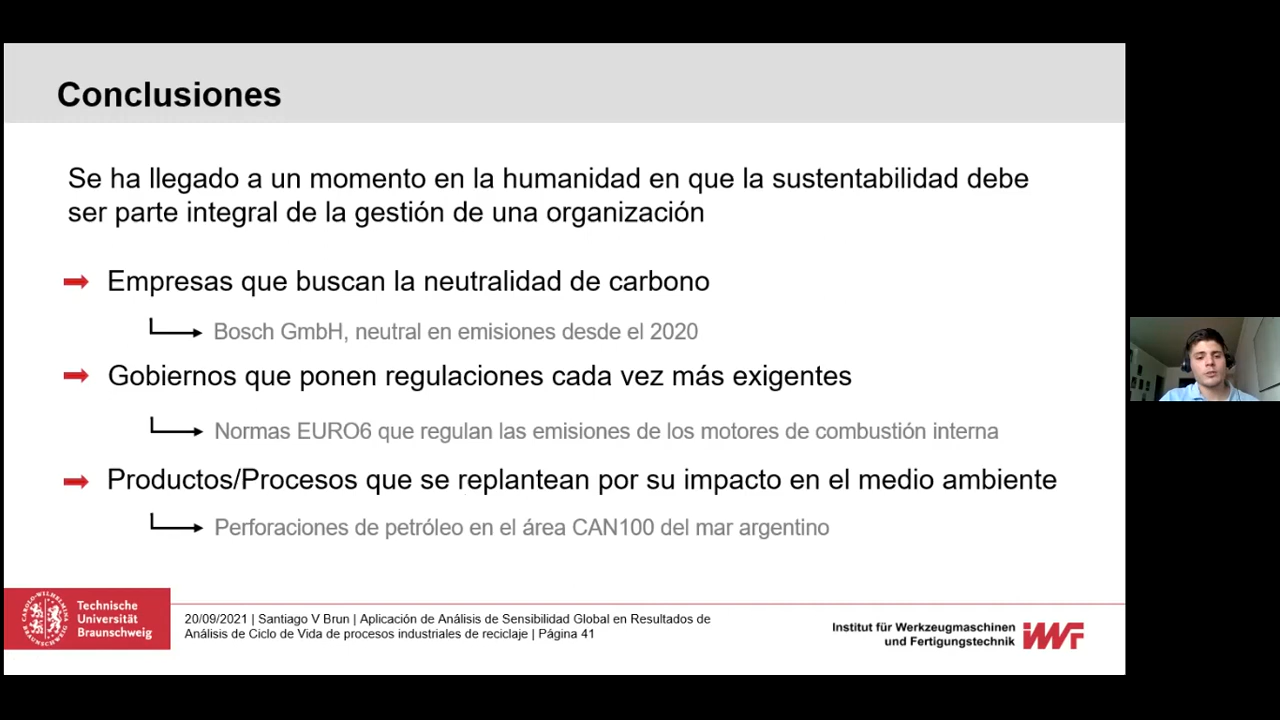 Conclusiones
Se ha llegado a un momento en la humanidad en que la sustentabilidad debe
ser parte integral de la gestión de una organización
Empresas que buscan la neutralidad de carbono
Bosch GmbH, neutral en emisiones desde el 2020
Gobiernos que ponen regulaciones cada vez más exigentes
Normas EURO6 que regulan las emisiones de los motores de combustión interna
Productos/Procesos que se replantean por su impacto en el medio ambiente
Perforaciones de petróleo en el área CAN100 del mar argentino
Technische
Universität
Braunschweig
20/09/2021 | Santiago V Brun | Aplicación de Análisis de Sensibilidad Global en Resultados de
Análisis de Ciclo de Vida de procesos industriales de reciclaje | Página 41
Institut für Werkzeugmaschinen
und Fertigungstechnik
iWF